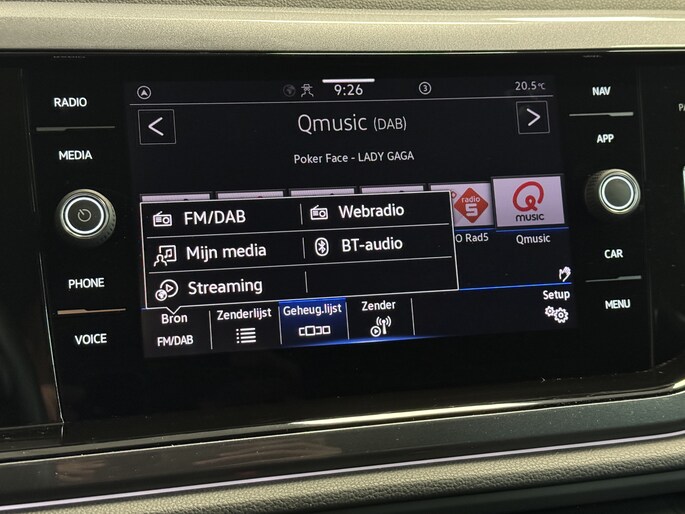 RADIO
MEDIA
PHONE
VOICE
9:26
3
20.5°C
Qmusic (DAB)
Poker Face - LADY GAGA
FM/DAB
Webradio
Mijn media
BT-audio
Streaming
radio
5
O Rad5
Q
MUSIC
Qmusic
Bron
FM/DAB
Zenderlijst
Geheug.lijst
Zender
Setup
NAV
APP
CAR
MENU